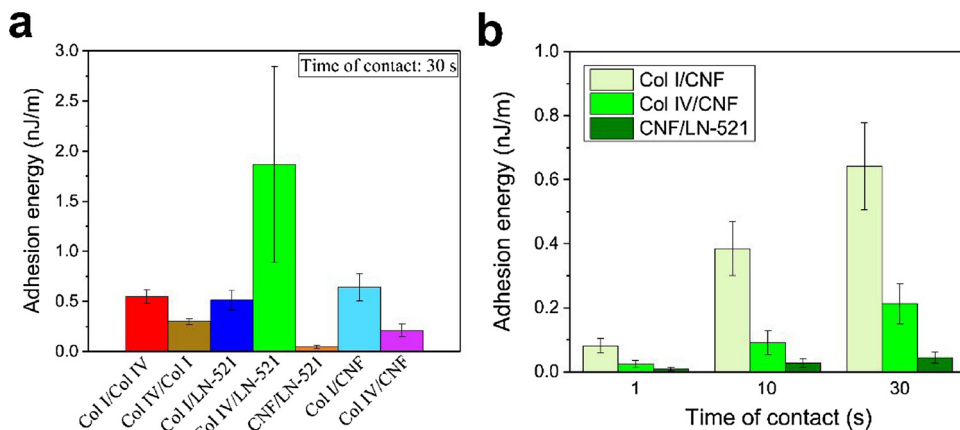 a
Time of contact: 30 s
Adhesion energy (nJ/m)
3.0
2.5
2.0
1.5
1.0
0.5
0.0
Col I/Col IV
Col IV/Col I
Col I/LN-521
Col IV/LN-521
CNF/LN-521
Col I/CNF
Col IV/CNF
b
Col I/CNF
Col IV/CNF
CNF/LN-521
Adhesion energy (nJ/m)
1.0
0.8
0.6
0.4
0.2
0.0
1
10
30
Time of contact (s)